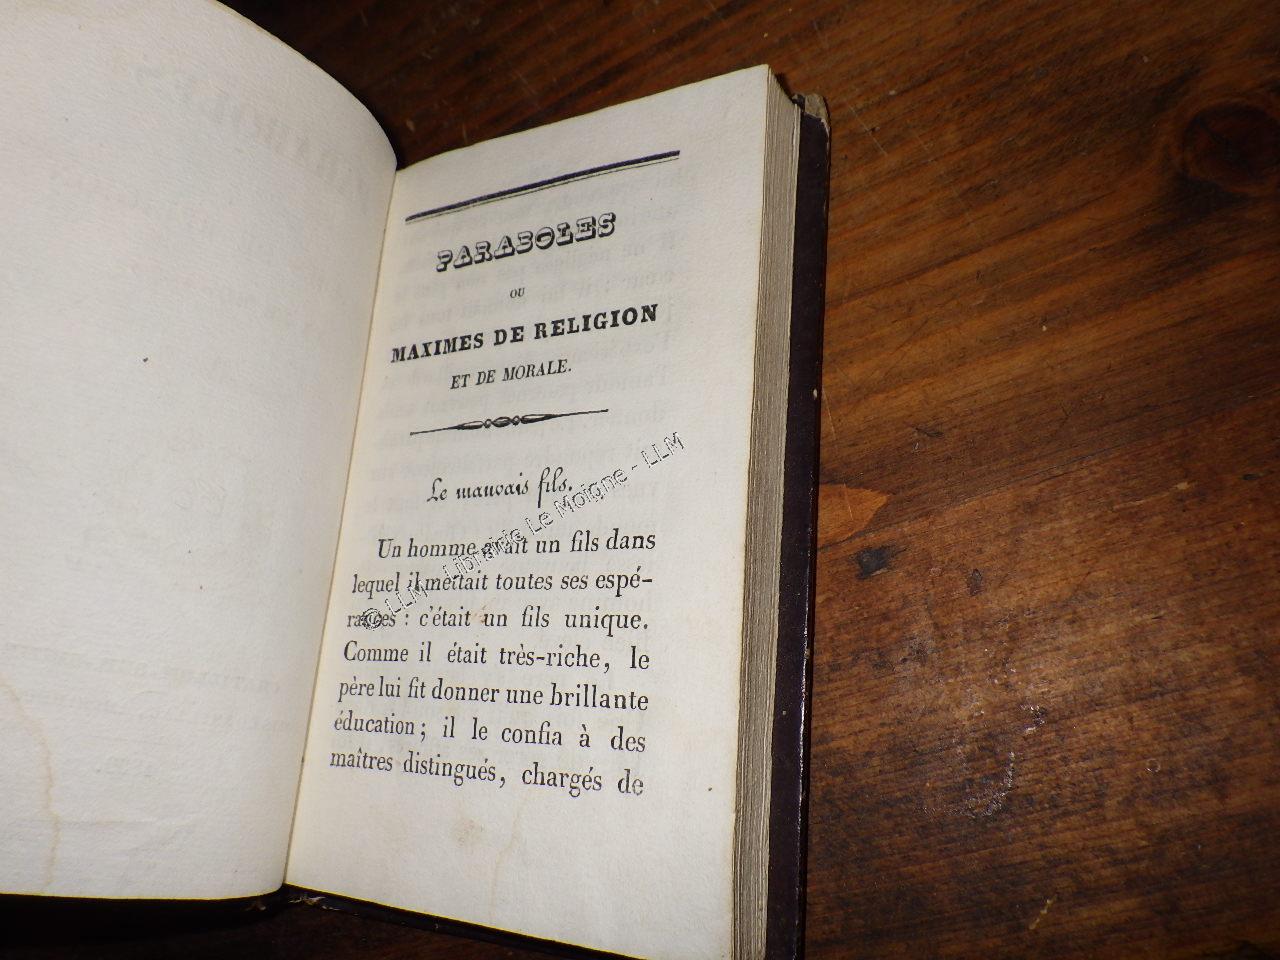 PARABOLES
OU
MAXIMES DE RELIGION
ET DE MORALE.
Le mauvais fils.
Un homme avait un fils dans
lequel il mettait toutes ses espé-
rances : c'était un fils unique.
Comme il était très-riche, le
père lui fit donner une brillante
éducation ; il le confia à des
maîtres distingués, chargés de
© LLM - Librairie Le Moigne - LLM